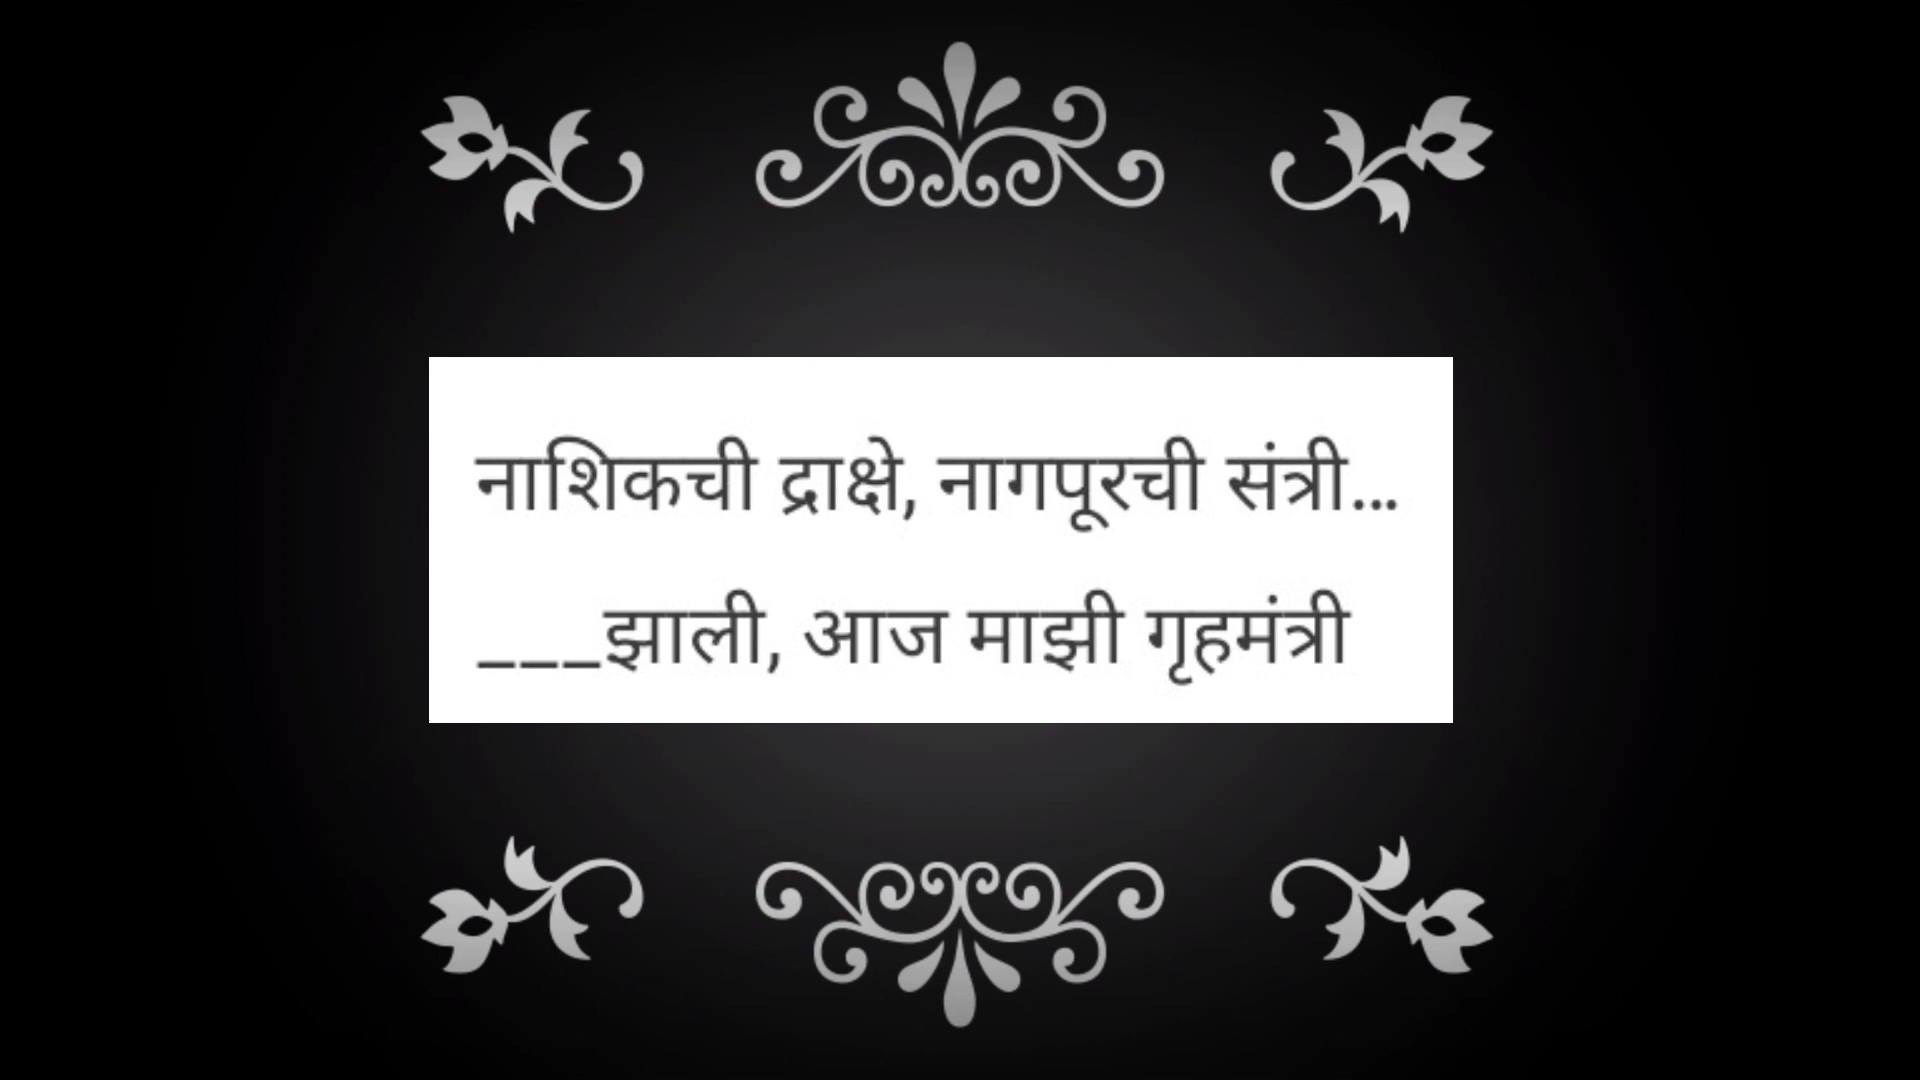 नाशिकची द्राक्षे, नागपूरची संत्री...
___झाली, आज माझी गृहमंत्री